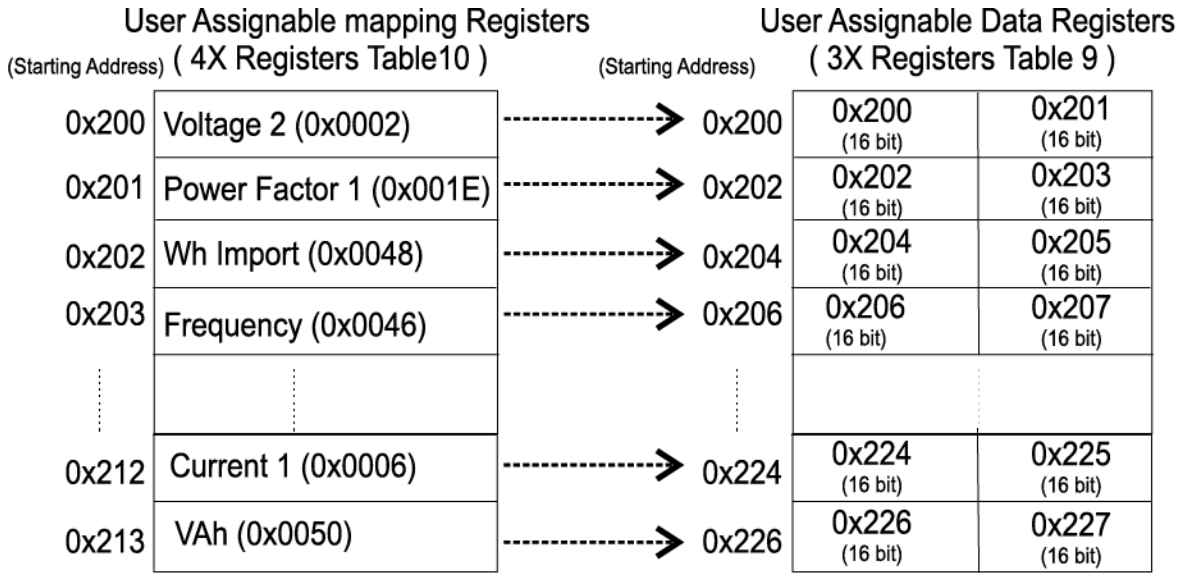 User Assignable mapping Registers
( 4X Registers Table10 )
User Assignable Data Registers
( 3X Registers Table 9 )
(Starting Address)
(Starting Address)
0x200 Voltage 2 (0x0002) 0x200 0x200 0x201
(16 bit) (16 bit)
0x201 Power Factor 1 (0x001E) 0x202 0x202 0x203
(16 bit) (16 bit)
0x202 Wh Import (0x0048) 0x204 0x204 0x205
(16 bit) (16 bit)
0x203 Frequency (0x0046) 0x206 0x206 0x207
(16 bit) (16 bit)
0x212 Current 1 (0x0006) 0x224 0x224 0x225
(16 bit) (16 bit)
0x213 VAh (0x0050) 0x226 0x226 0x227
(16 bit) (16 bit)